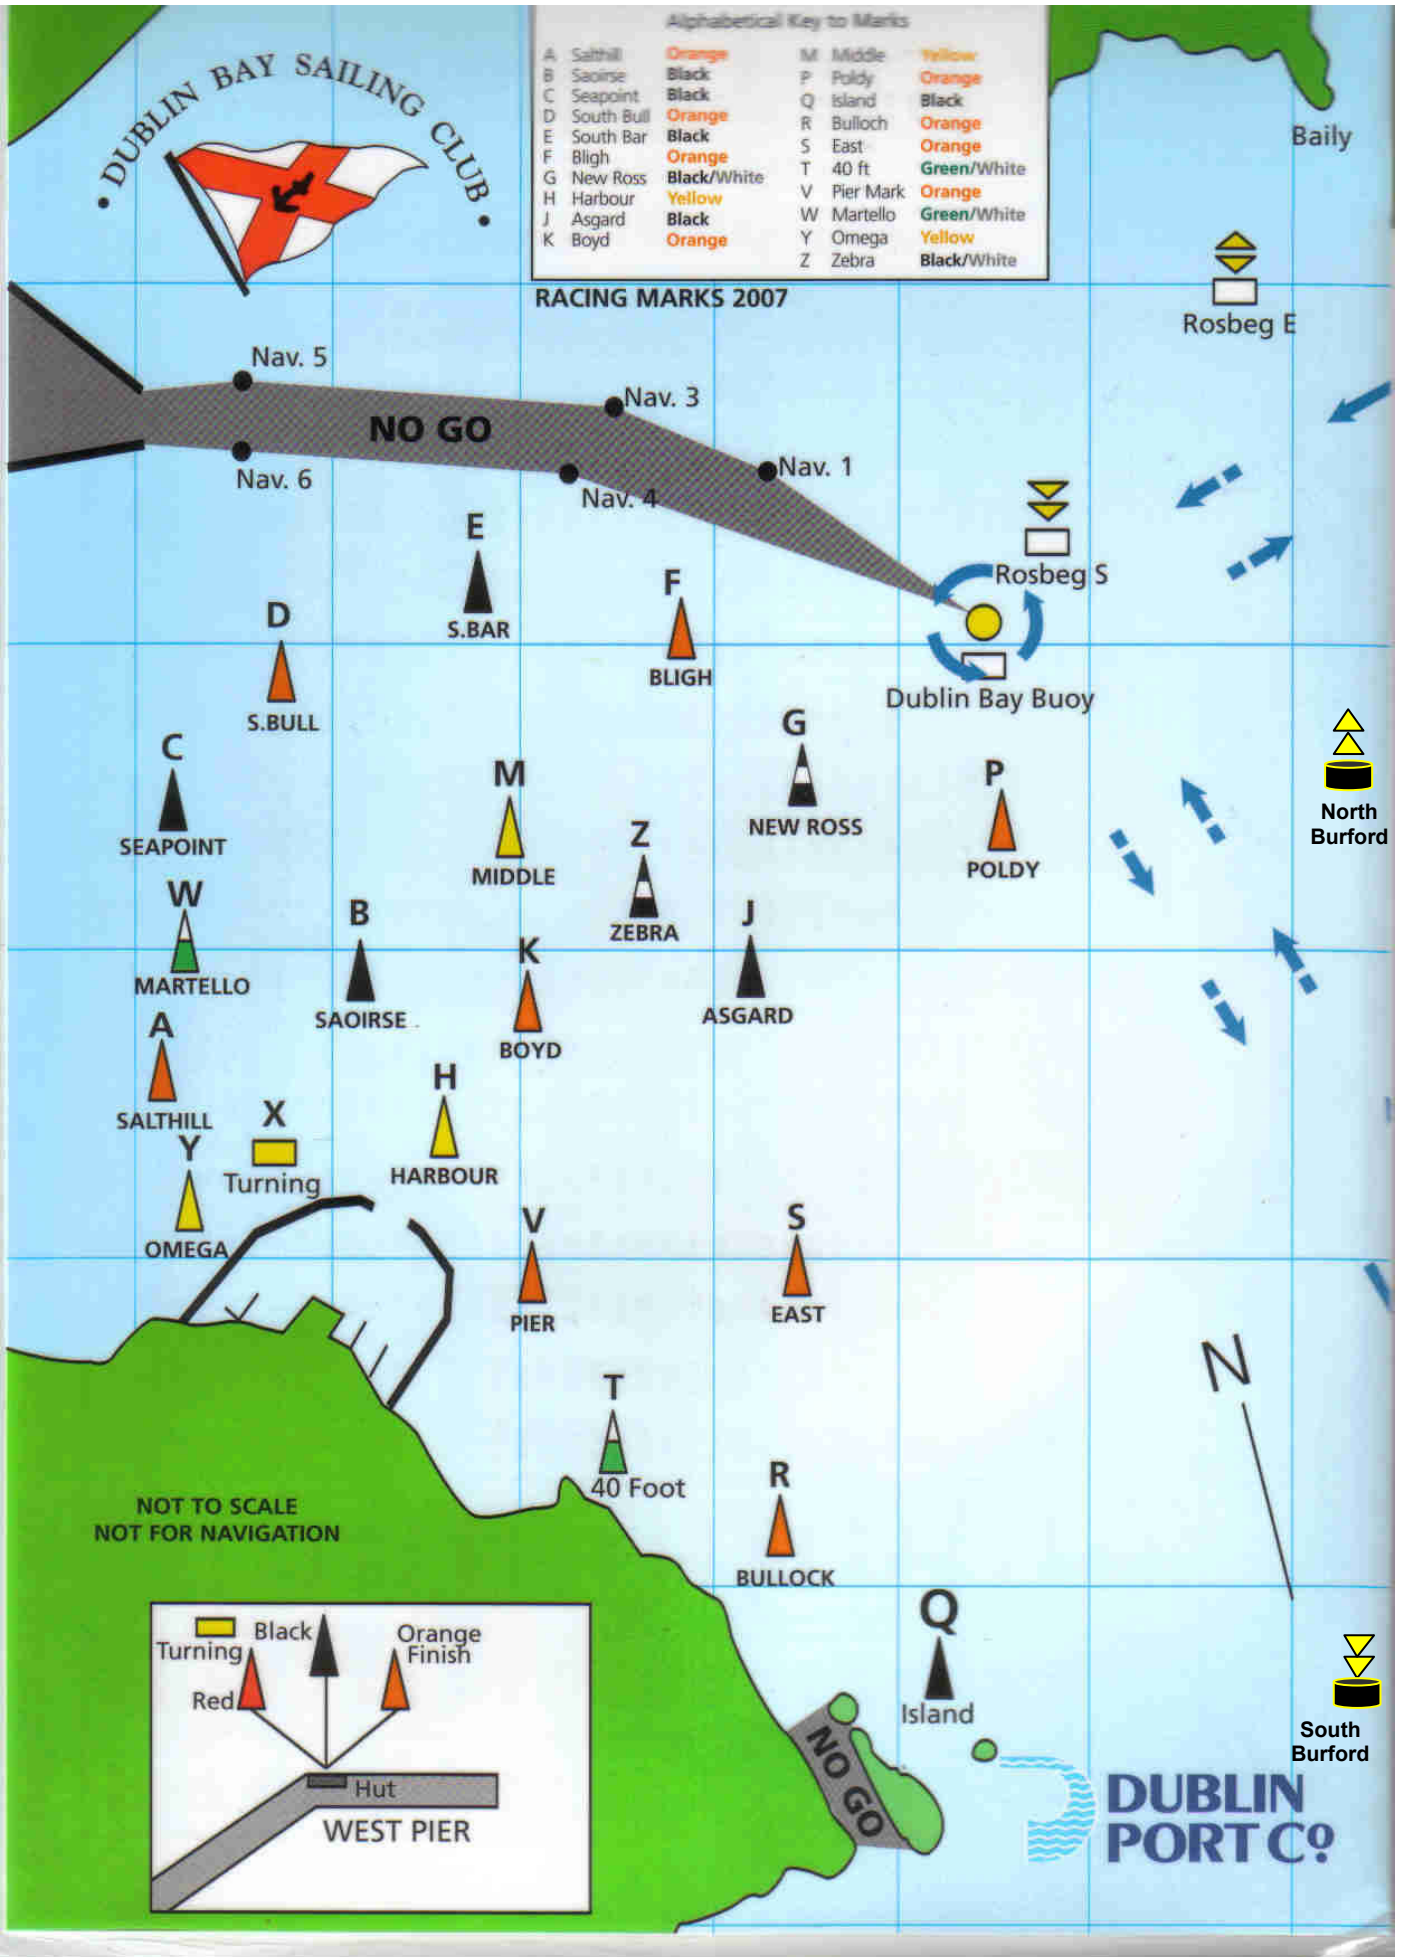 Alphabetical Key to Marks
A Salthill Orange
B Saoirse Black
C Seapoint Black
D South Bull Orange
E South Bar Black
F Bligh Orange
G New Ross Black/White
H Harbour Yellow
J Asgard Black
K Boyd Orange
M Middle Yellow
P Poldy Orange
Q Island Black
R Bulloch Orange
S East Orange
T 40 ft Green/White
V Pier Mark Orange
W Martello Green/White
Y Omega Yellow
Z Zebra Black/White
• DUBLIN BAY SAILING CLUB •
Baily
RACING MARKS 2007
Rosbeg E
Nav. 5
Nav. 3
NO GO
Nav. 1
Nav. 6
Nav. 4
E
S.BAR
Rosbeg S
F
BLIGH
D
S.BULL
Dublin Bay Buoy
G
NEW ROSS
C
SEAPOINT
M
MIDDLE
P
POLDY
North
Burford
Z
ZEBRA
W
MARTELLO
B
SAOIRSE
J
ASGARD
K
BOYD
A
SALTHILL
H
HARBOUR
X
Turning
Y
OMEGA
V
PIER
S
EAST
N
T
40 Foot
R
BULLOCK
NOT TO SCALE
NOT FOR NAVIGATION
Q
Island
Turning
Black
Orange
Finish
Red
Hut
WEST PIER
NO GO
South
Burford
DUBLIN
PORT Cº